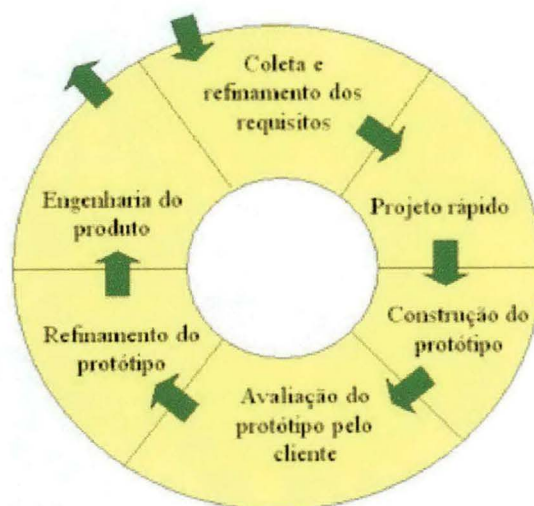 Coleta e
refinamento dos
requisitos
Projeto rápido
Construção do
protótipo
Avaliação do
protótipo pelo
cliente
Refinamento do
protótipo
Engenharia do
produto